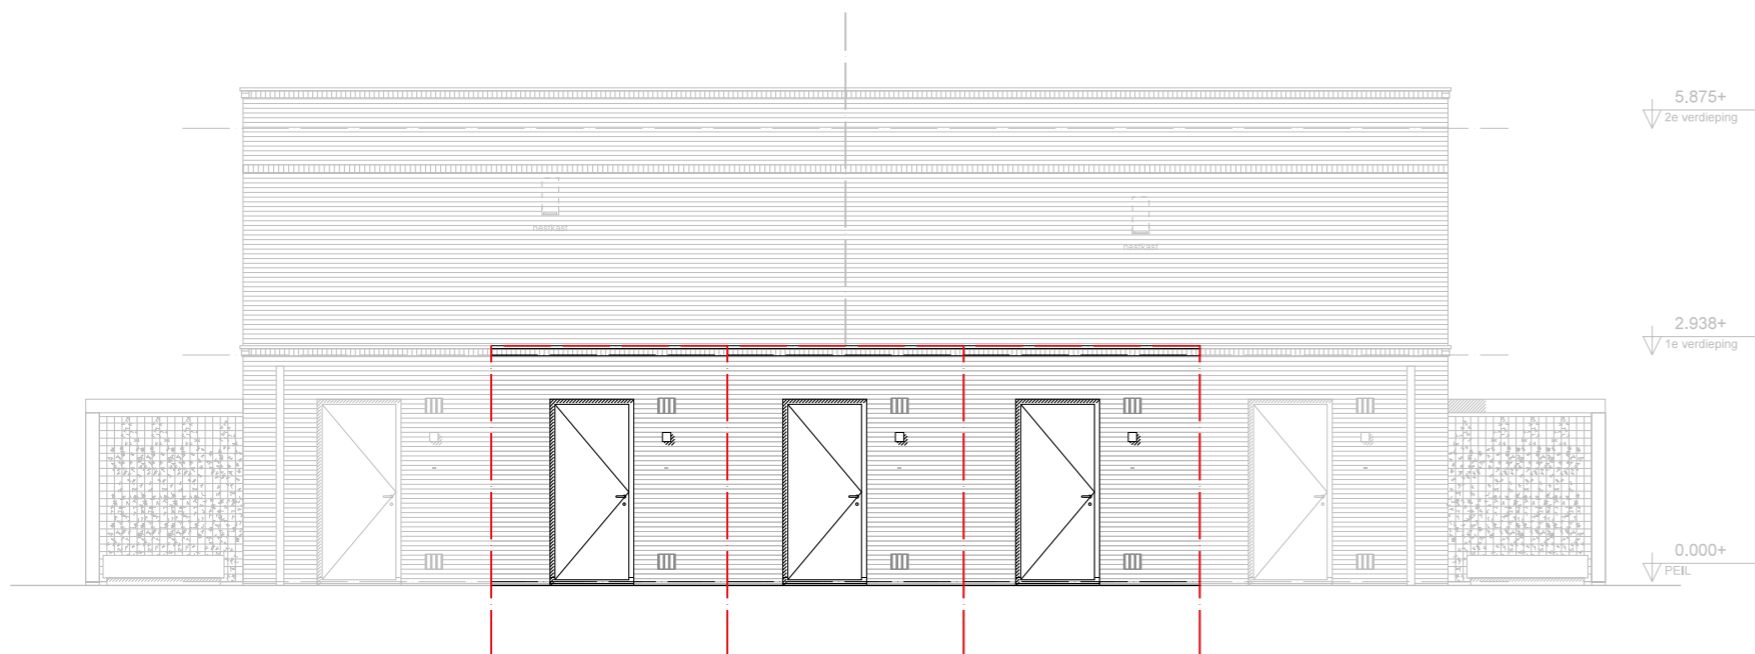 5.875+
2e verdieping
nestkast
nestkast
2.938+
1e verdieping
0.000+
PEIL